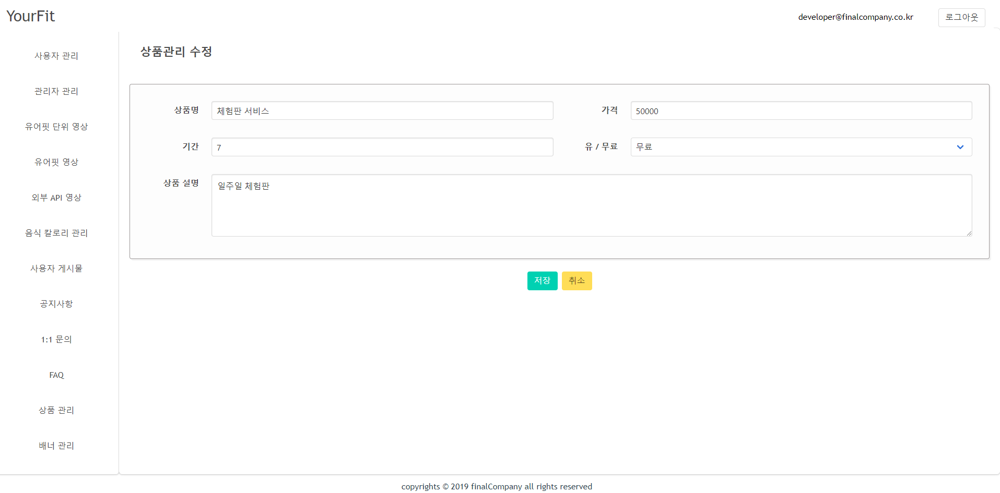 YourFit
developer@finalcompany.co.kr
로그아웃
사용자 관리
관리자 관리
유어핏 단위 영상
유어핏 영상
외부 API 영상
음식 칼로리 관리
사용자 게시물
공지사항
1:1 문의
FAQ
상품 관리
배너 관리
상품관리 수정
상품명 체험판 서비스 가격 50000
기간 7 유 / 무료 무료
상품 설명 일주일 체험판
저장 취소
copyrights © 2019 finalCompany all rights reserved